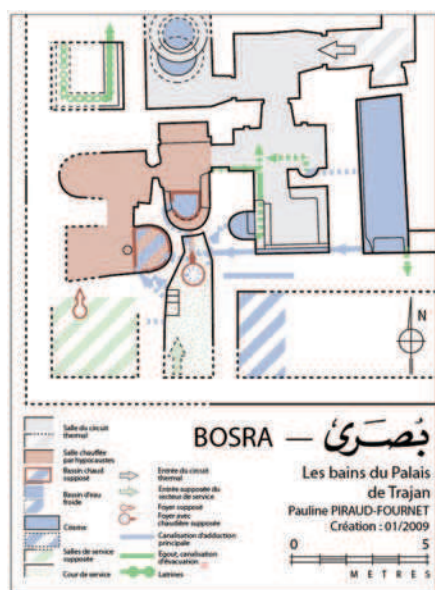 N
BOSRA — بُصرى
Les bains du Palais
de Trajan
Pauline PIRAUD-FOURNET
Création : 01/2009
0 5
M E T R E S
Salle du circuit
thermal
Salle chauffée
par hypocaustes
Bassin chaud
supposé
Bassin d'eau
froide
Citerne
Salles de service
supposée
Cour de service
Entrée du circuit
thermal
Entrée supposée du
secteur de service
Foyer supposé
Foyer avec
chaudière supposée
Canalisation d'adduction
principale
Egout, canalisation
d'évacuation
Latrines